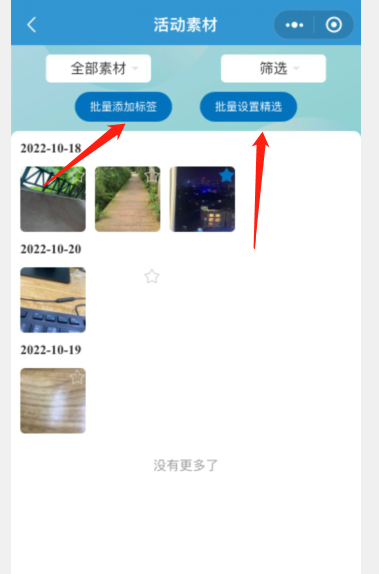 活动素材
全部素材 筛选
批量添加标签 批量设置精选
2022-10-18
2022-10-20
2022-10-19
没有更多了